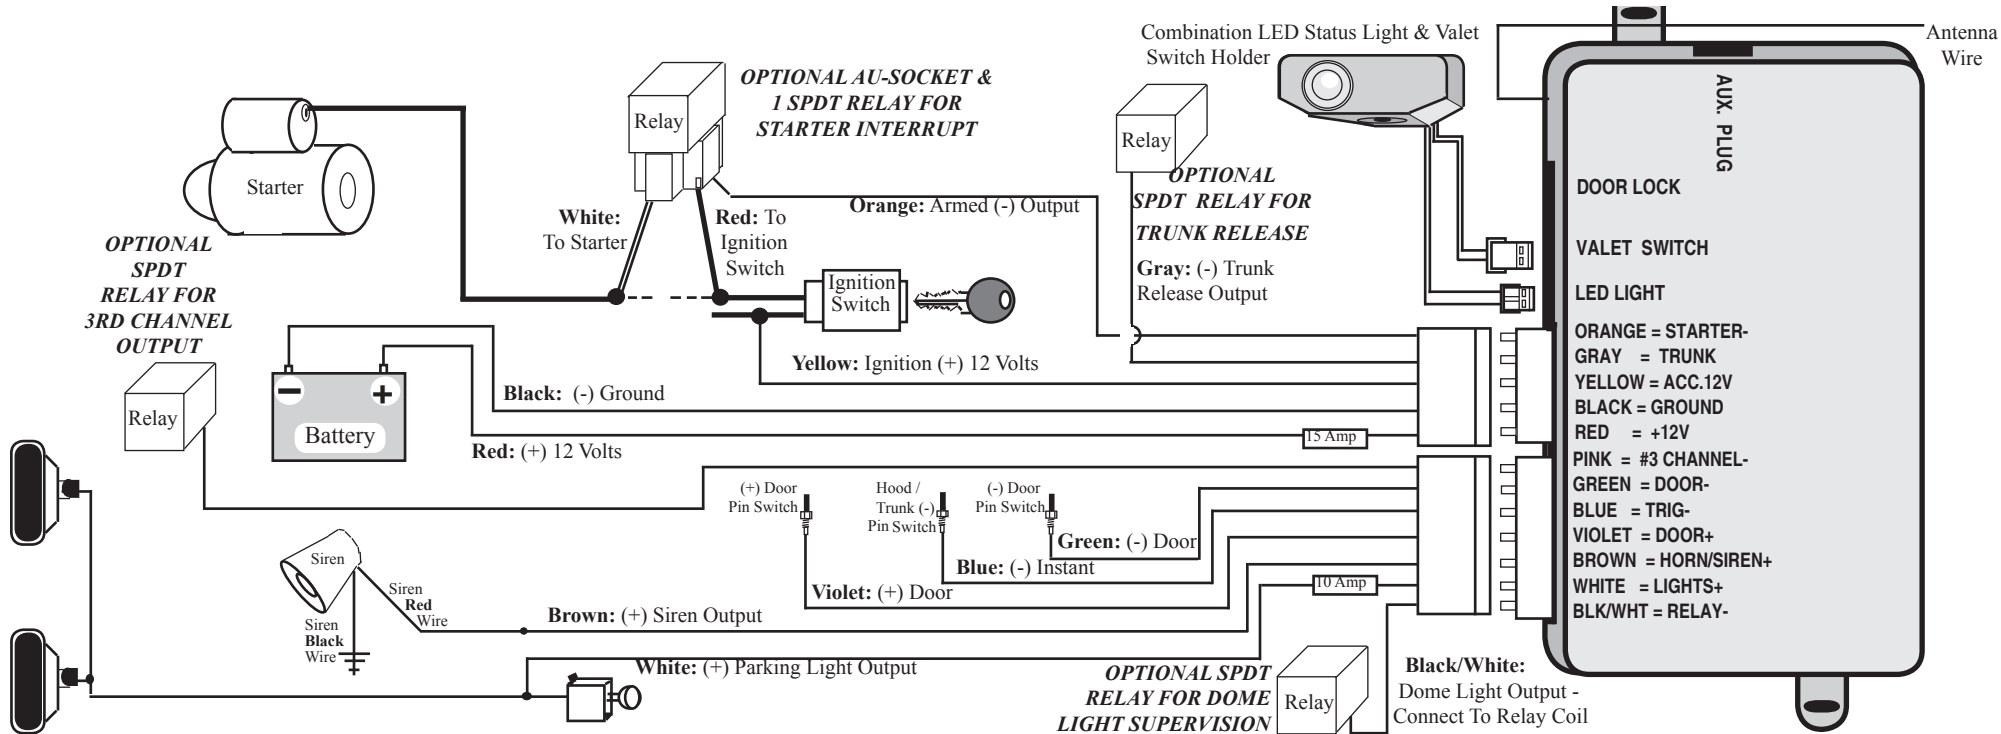 Combination LED Status Light & Valet
Switch Holder
Antenna
Wire
OPTIONAL AU-SOCKET &
1 SPDT RELAY FOR
STARTER INTERRUPT
Relay
Relay
Starter
OPTIONAL
SPDT RELAY FOR
TRUNK RELEASE
Gray: (-) Trunk
Release Output
White:
To Starter
Red: To
Ignition
Switch
Orange: Armed (-) Output
OPTIONAL
SPDT
RELAY FOR
3RD CHANNEL
OUTPUT
Relay
Ignition
Switch
Yellow: Ignition (+) 12 Volts
Black: (-) Ground
Battery
Red: (+) 12 Volts
15 Amp
(+) Door
Pin Switch
Hood /
Trunk (-)
Pin Switch
(-) Door
Pin Switch
Green: (-) Door
Blue: (-) Instant
Violet: (+) Door
10 Amp
Siren
Siren
Red
Wire
Siren
Black
Wire
Brown: (+) Siren Output
White: (+) Parking Light Output
OPTIONAL SPDT
RELAY FOR DOME
LIGHT SUPERVISION
Relay
Black/White:
Dome Light Output -
Connect To Relay Coil
AUX. PLUG
DOOR LOCK
VALET SWITCH
LED LIGHT
ORANGE = STARTER-
GRAY = TRUNK
YELLOW = ACC.12V
BLACK = GROUND
RED = +12V
PINK = #3 CHANNEL-
GREEN = DOOR-
BLUE = TRIG-
VIOLET = DOOR+
BROWN = HORN/SIREN+
WHITE = LIGHTS+
BLK/WHT = RELAY-